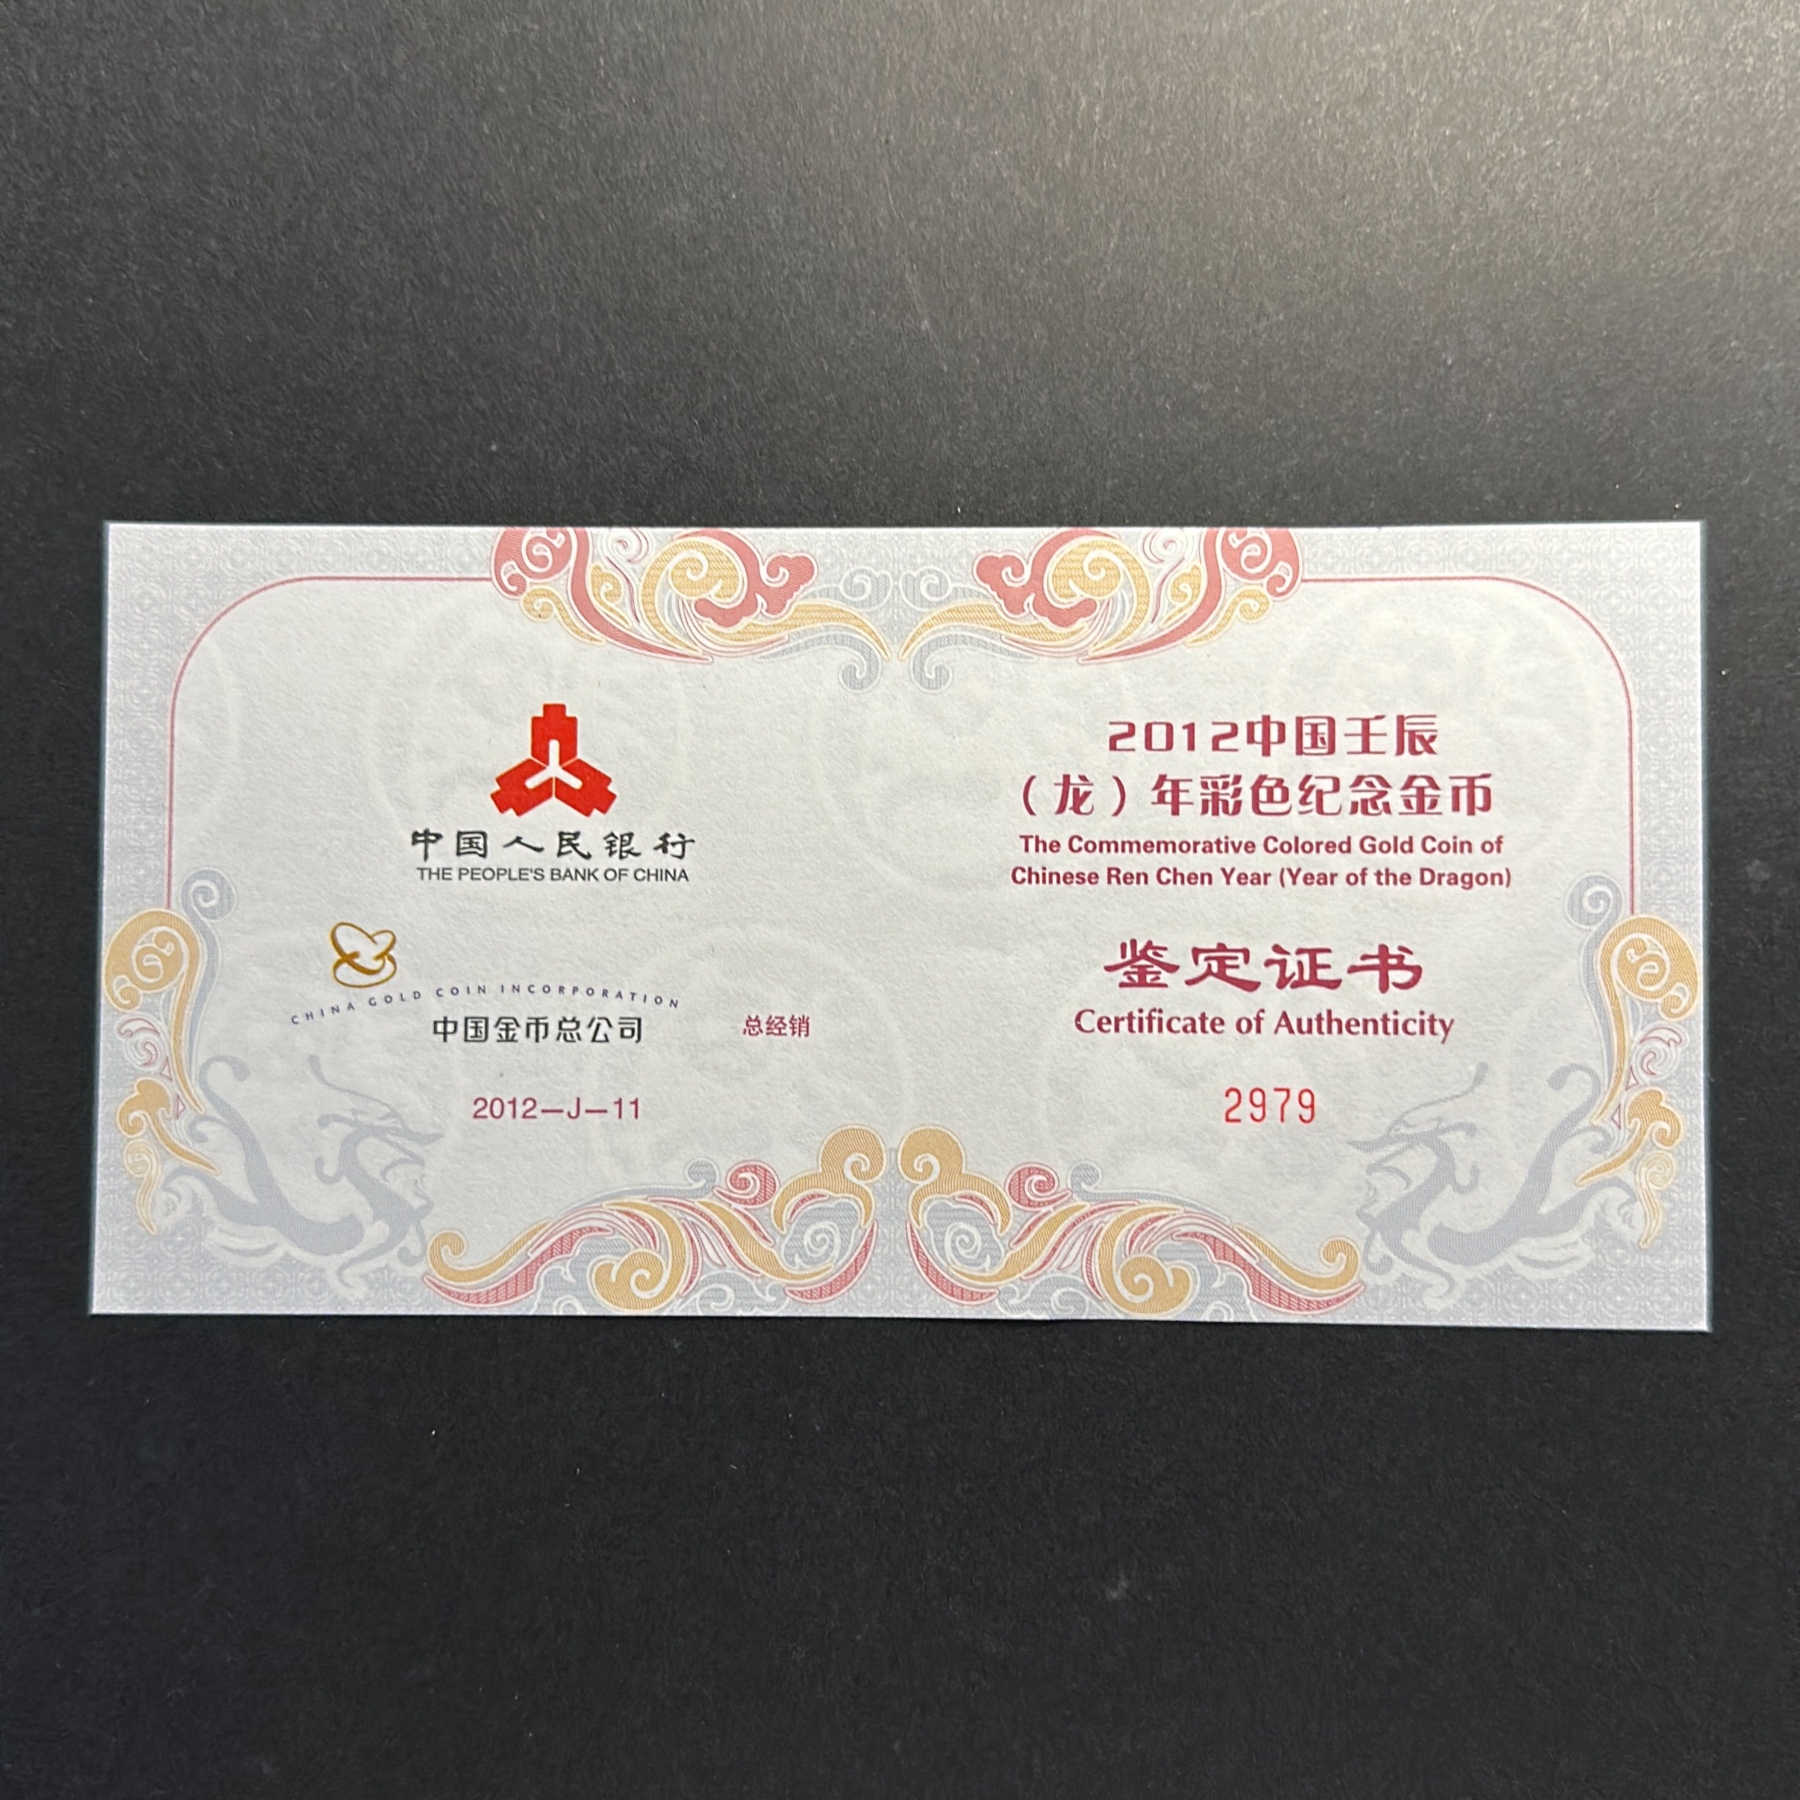 中国人民银行
THE PEOPLE'S BANK OF CHINA
CHINA GOLD COIN INCORPORATION
中国金币总公司 总经销
2012—J—11
2012中国壬辰
（龙）年彩色纪念金币
The Commemorative Colored Gold Coin of
Chinese Ren Chen Year (Year of the Dragon)
鉴定证书
Certificate of Authenticity
2979